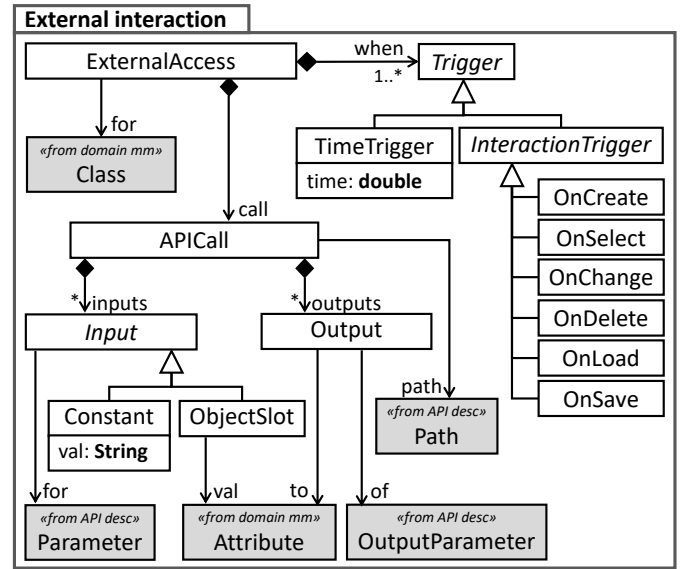 External interaction
ExternalAccess
when
1..*
Trigger
for
«from domain mm»
Class
TimeTrigger
time: double
InteractionTrigger
OnCreate
OnSelect
OnChange
OnDelete
OnLoad
OnSave
call
APICall
* inputs
* outputs
Input
Output
path
«from API desc»
Path
Constant
val: String
ObjectSlot
for
val
to
of
«from API desc»
Parameter
«from domain mm»
Attribute
«from API desc»
OutputParameter